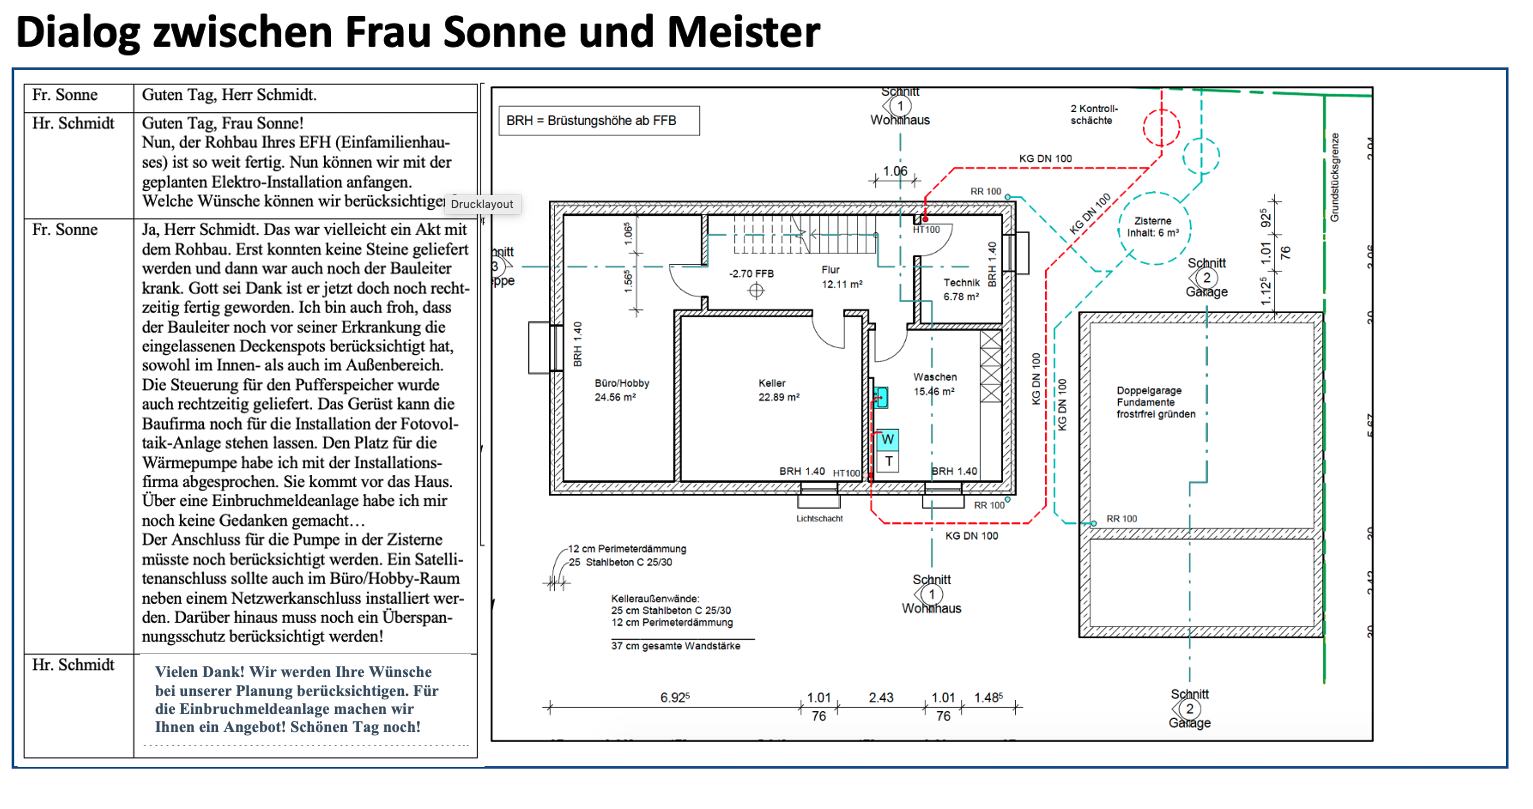 Dialog zwischen Frau Sonne und Meister
Fr. Sonne
Guten Tag, Herr Schmidt.
Hr. Schmidt
Guten Tag, Frau Sonne!
Nun, der Rohbau Ihres EFH (Einfamilienhau-
ses) ist so weit fertig. Nun können wir mit der
geplanten Elektro-Installation anfangen.
Welche Wünsche können wir berücksichtigen
Drucklayout
Fr. Sonne
Ja, Herr Schmidt. Das war vielleicht ein Akt mit
dem Rohbau. Erst konnten keine Steine geliefert
werden und dann war auch noch der Bauleiter
krank. Gott sei Dank ist er jetzt doch noch recht-
zeitig fertig geworden. Ich bin auch froh, dass
der Bauleiter noch vor seiner Erkrankung die
eingelassenen Deckenspots berücksichtigt hat,
sowohl im Innen- als auch im Außenbereich.
Die Steuerung für den Pufferspeicher wurde
auch rechtzeitig geliefert. Das Gerüst kann die
Baufirma noch für die Installation der Fotovol-
taik-Anlage stehen lassen. Den Platz für die
Wärmepumpe habe ich mit der Installations-
firma abgesprochen. Sie kommt vor das Haus.
Über eine Einbruchmeldeanlage habe ich mir
noch keine Gedanken gemacht…
Der Anschluss für die Pumpe in der Zisterne
müsste noch berücksichtigt werden. Ein Satelli-
tenanschluss sollte auch im Büro/Hobby-Raum
neben einem Netzwerkanschluss installiert wer-
den. Darüber hinaus muss noch ein Überspan-
nungsschutz berücksichtigt werden!
Hr. Schmidt
Vielen Dank! Wir werden Ihre Wünsche
bei unserer Planung berücksichtigen. Für
die Einbruchmeldeanlage machen wir
Ihnen ein Angebot! Schönen Tag noch!
BRH = Brüstungshöhe ab FFB
Schnitt
1
Wohnhaus
2 Kontroll-
schächte
KG DN 100
1.06
RR 100
KG DN 100
Zisterne
Inhalt: 6 m³
Grundstücksgrenze
HT100
BRH 1.40
1.06⁵
1.56⁵
nnitt
3
eppe
-2.70 FFB
Flur
12.11 m²
Technik
6.78 m²
Schnitt
2
Garage
92⁵
1.01
76
1.12⁵
BRH 1.40
Büro/Hobby
24.56 m²
Keller
22.89 m²
Waschen
15.46 m²
W
T
KG DN 100
KG DN 100
Doppelgarage
Fundamente
frostfrei gründen
BRH 1.40
HT100
BRH 1.40
RR 100
RR 100
Lichtschacht
KG DN 100
12 cm Perimeterdämmung
25 Stahlbeton C 25/30
Kelleraußenwände:
25 cm Stahlbeton C 25/30
12 cm Perimeterdämmung
37 cm gesamte Wandstärke
Schnitt
1
Wohnhaus
6.92⁵
1.01
76
2.43
1.01
76
1.48⁵
Schnitt
2
Garage